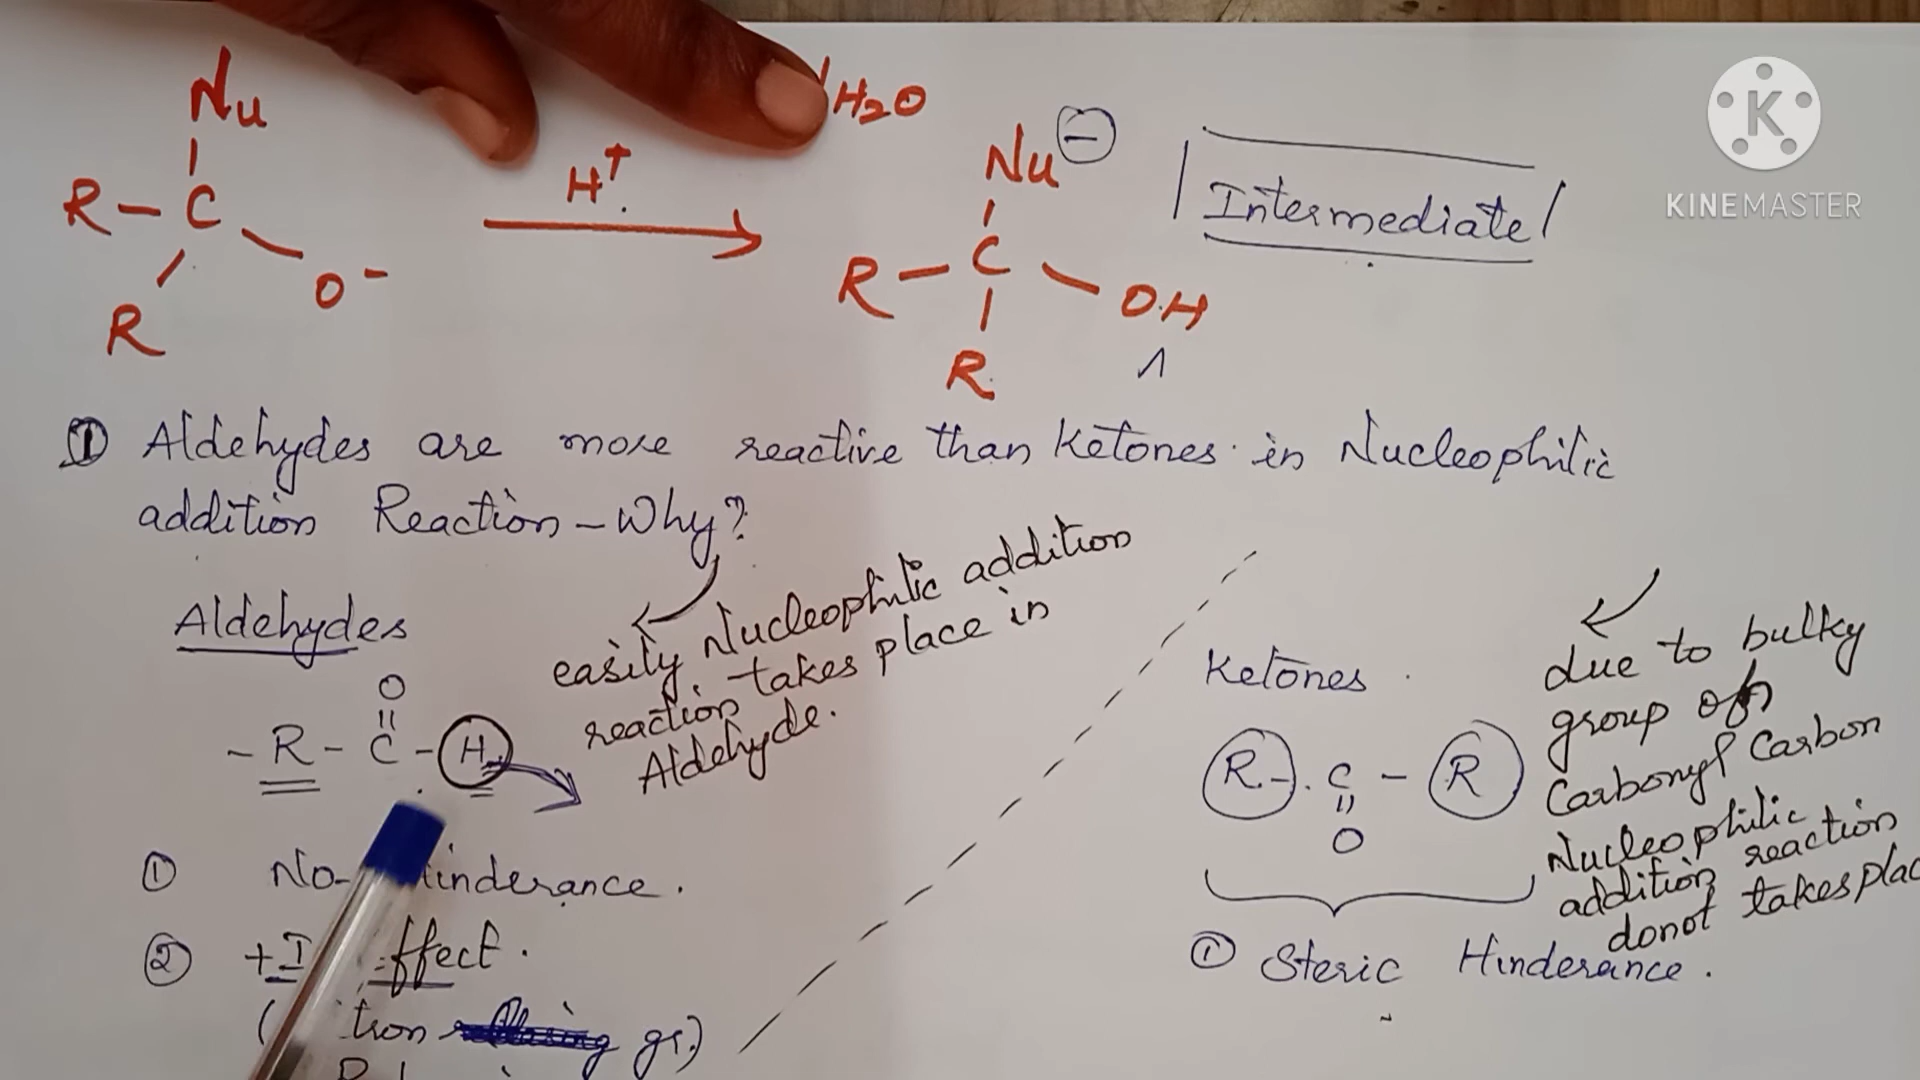 Nu
R – C
O⁻
R
H⁺
/H2O
Nu⊖
R – C – O.H
R
Intermediate
KINEMASTER
① Aldehydes are more reactive than Ketones in Nucleophilic
addition Reaction – Why?
Aldehydes
easily Nucleophilic addition
reaction takes place in
Aldehyde.
O
– R – C – H
① No- Hinderance.
② +I effect.
gr.)
Ketones
R – C – R
O
due to bulky
group of
Carbonyl Carbon
Nucleophilic
addition reaction
donot takes plac
① Steric Hinderance.